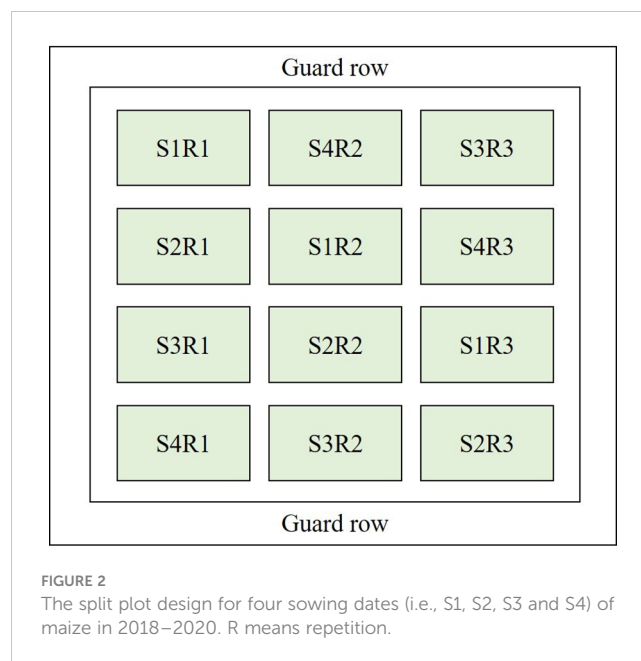 Guard row
S1R1 S4R2 S3R3
S2R1 S1R2 S4R3
S3R1 S2R2 S1R3
S4R1 S3R2 S2R3
Guard row
FIGURE 2
The split plot design for four sowing dates (i.e., S1, S2, S3 and S4) of
maize in 2018–2020. R means repetition.